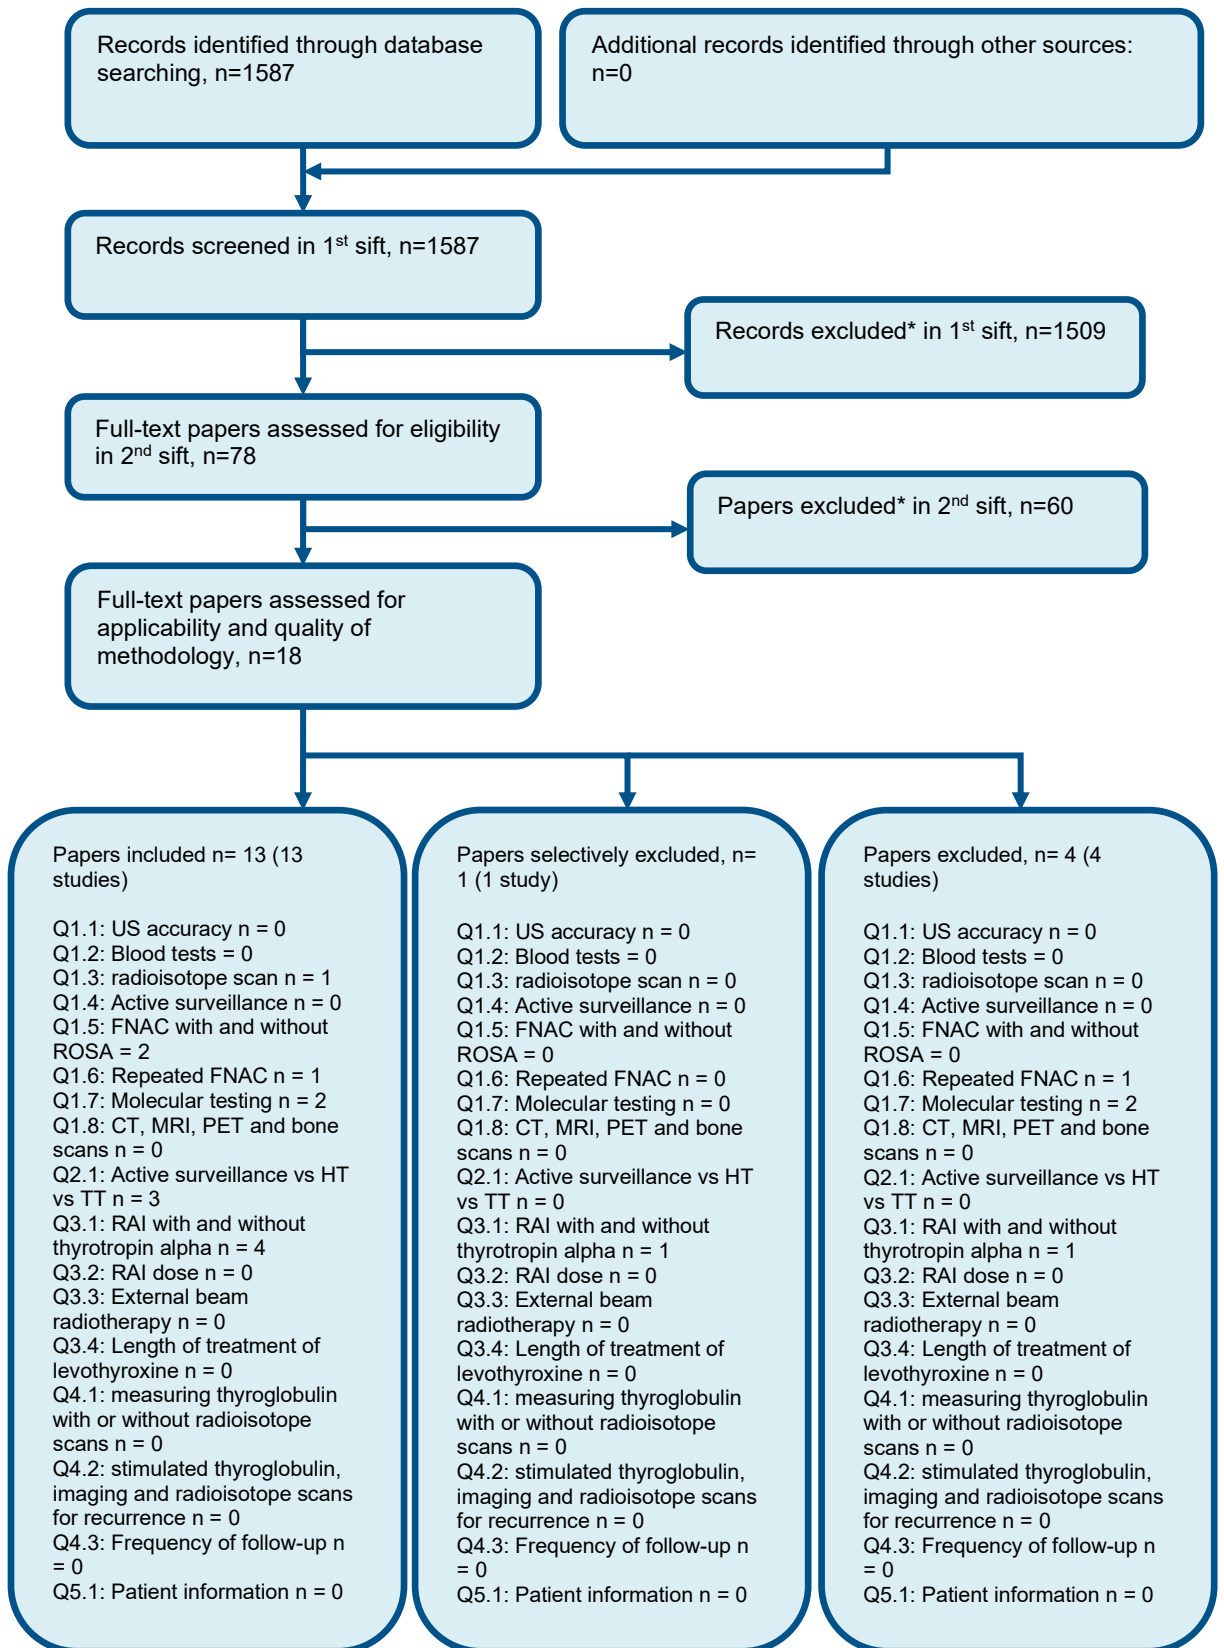 Records identified through database
searching, n=1587
Additional records identified through other sources:
n=0
Records screened in 1st sift, n=1587
Records excluded* in 1st sift, n=1509
Full-text papers assessed for eligibility
in 2nd sift, n=78
Papers excluded* in 2nd sift, n=60
Full-text papers assessed for
applicability and quality of
methodology, n=18
Papers included n= 13 (13
studies)
Q1.1: US accuracy n = 0
Q1.2: Blood tests = 0
Q1.3: radioisotope scan n = 1
Q1.4: Active surveillance n = 0
Q1.5: FNAC with and without
ROSA = 2
Q1.6: Repeated FNAC n = 1
Q1.7: Molecular testing n = 2
Q1.8: CT, MRI, PET and bone
scans n = 0
Q2.1: Active surveillance vs HT
vs TT n = 3
Q3.1: RAI with and without
thyrotropin alpha n = 4
Q3.2: RAI dose n = 0
Q3.3: External beam
radiotherapy n = 0
Q3.4: Length of treatment of
levothyroxine n = 0
Q4.1: measuring thyroglobulin
with or without radioisotope
scans n = 0
Q4.2: stimulated thyroglobulin,
imaging and radioisotope scans
for recurrence n = 0
Q4.3: Frequency of follow-up n
= 0
Q5.1: Patient information n = 0
Papers selectively excluded, n=
1 (1 study)
Q1.1: US accuracy n = 0
Q1.2: Blood tests = 0
Q1.3: radioisotope scan n = 0
Q1.4: Active surveillance n = 0
Q1.5: FNAC with and without
ROSA = 0
Q1.6: Repeated FNAC n = 0
Q1.7: Molecular testing n = 0
Q1.8: CT, MRI, PET and bone
scans n = 0
Q2.1: Active surveillance vs HT
vs TT n = 0
Q3.1: RAI with and without
thyrotropin alpha n = 1
Q3.2: RAI dose n = 0
Q3.3: External beam
radiotherapy n = 0
Q3.4: Length of treatment of
levothyroxine n = 0
Q4.1: measuring thyroglobulin
with or without radioisotope
scans n = 0
Q4.2: stimulated thyroglobulin,
imaging and radioisotope scans
for recurrence n = 0
Q4.3: Frequency of follow-up n
= 0
Q5.1: Patient information n = 0
Papers excluded, n= 4 (4
studies)
Q1.1: US accuracy n = 0
Q1.2: Blood tests = 0
Q1.3: radioisotope scan n = 0
Q1.4: Active surveillance n = 0
Q1.5: FNAC with and without
ROSA = 0
Q1.6: Repeated FNAC n = 1
Q1.7: Molecular testing n = 2
Q1.8: CT, MRI, PET and bone
scans n = 0
Q2.1: Active surveillance vs HT
vs TT n = 0
Q3.1: RAI with and without
thyrotropin alpha n = 1
Q3.2: RAI dose n = 0
Q3.3: External beam
radiotherapy n = 0
Q3.4: Length of treatment of
levothyroxine n = 0
Q4.1: measuring thyroglobulin
with or without radioisotope
scans n = 0
Q4.2: stimulated thyroglobulin,
imaging and radioisotope scans
for recurrence n = 0
Q4.3: Frequency of follow-up n
= 0
Q5.1: Patient information n = 0